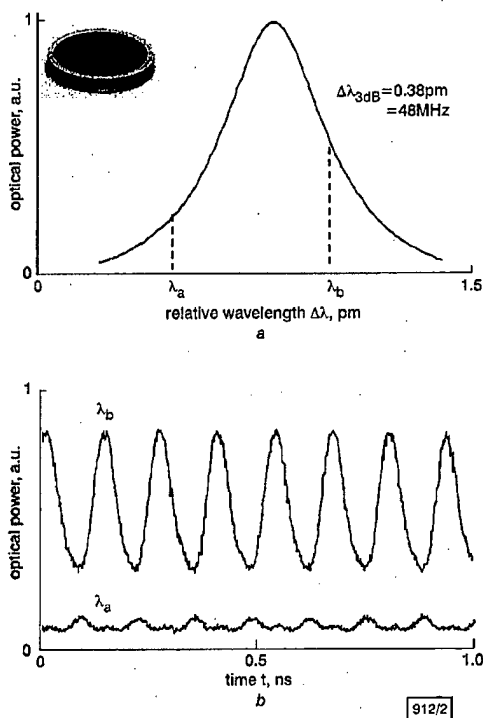 1
optical power, a.u.
Δλ3dB=0.38pm
=48MHz
0
0
λa
λb
1.5
relative wavelength Δλ, pm
a
1
λb
optical power, a.u.
λa
0
0
0.5
1.0
time t, ns
b
912/2